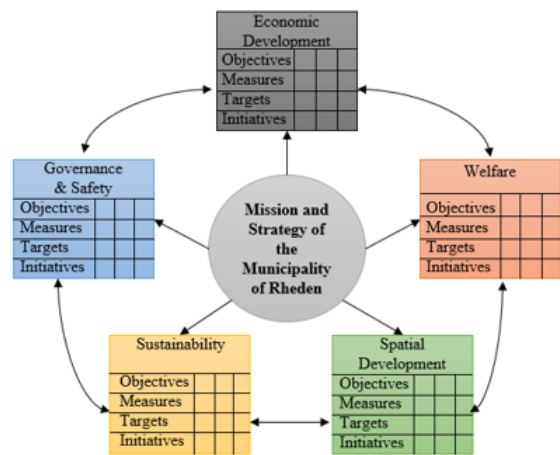 Economic
Development
Objectives
Measures
Targets
Initiatives
Governance
& Safety
Objectives
Measures
Targets
Initiatives
Mission and
Strategy of
the
Municipality
of Rheden
Welfare
Objectives
Measures
Targets
Initiatives
Sustainability
Objectives
Measures
Targets
Initiatives
Spatial
Development
Objectives
Measures
Targets
Initiatives